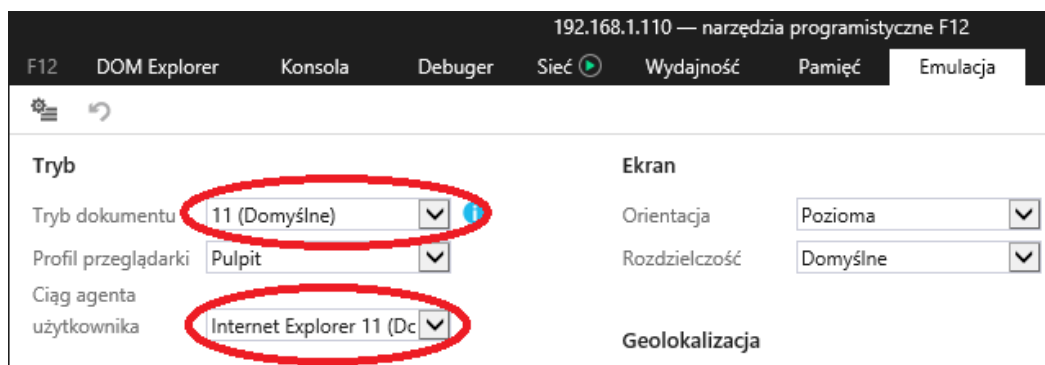 192.168.1.110 — narzędzia programistyczne F12
F12 DOM Explorer Konsola Debuger Sieć Wydajność Pamięć Emulacja
Tryb Ekran
Tryb dokumentu 11 (Domyślne) Orientacja Pozioma
Profil przeglądarki Pulpit Rozdzielczość Domyślne
Ciąg agenta
użytkownika Internet Explorer 11 (Dc
Geolokalizacja